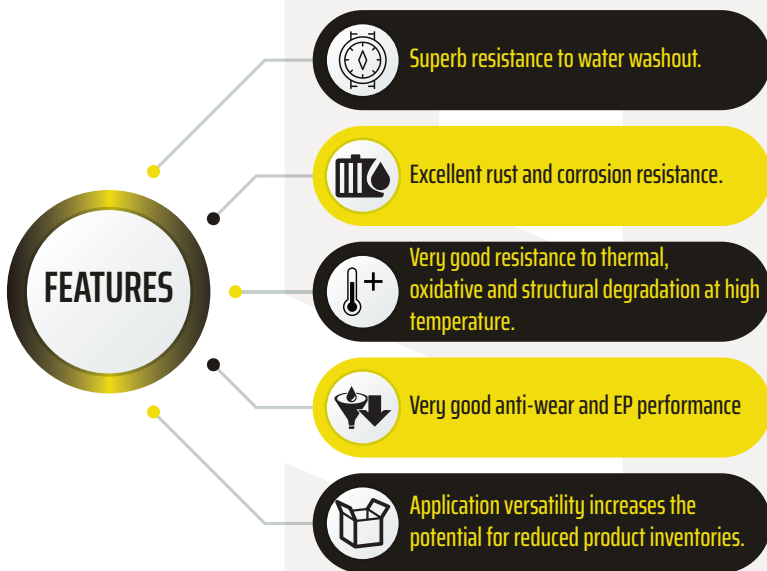 FEATURES
Superb resistance to water washout.
Excellent rust and corrosion resistance.
Very good resistance to thermal,
oxidative and structural degradation at high
temperature.
Very good anti-wear and EP performance
Application versatility increases the
potential for reduced product inventories.